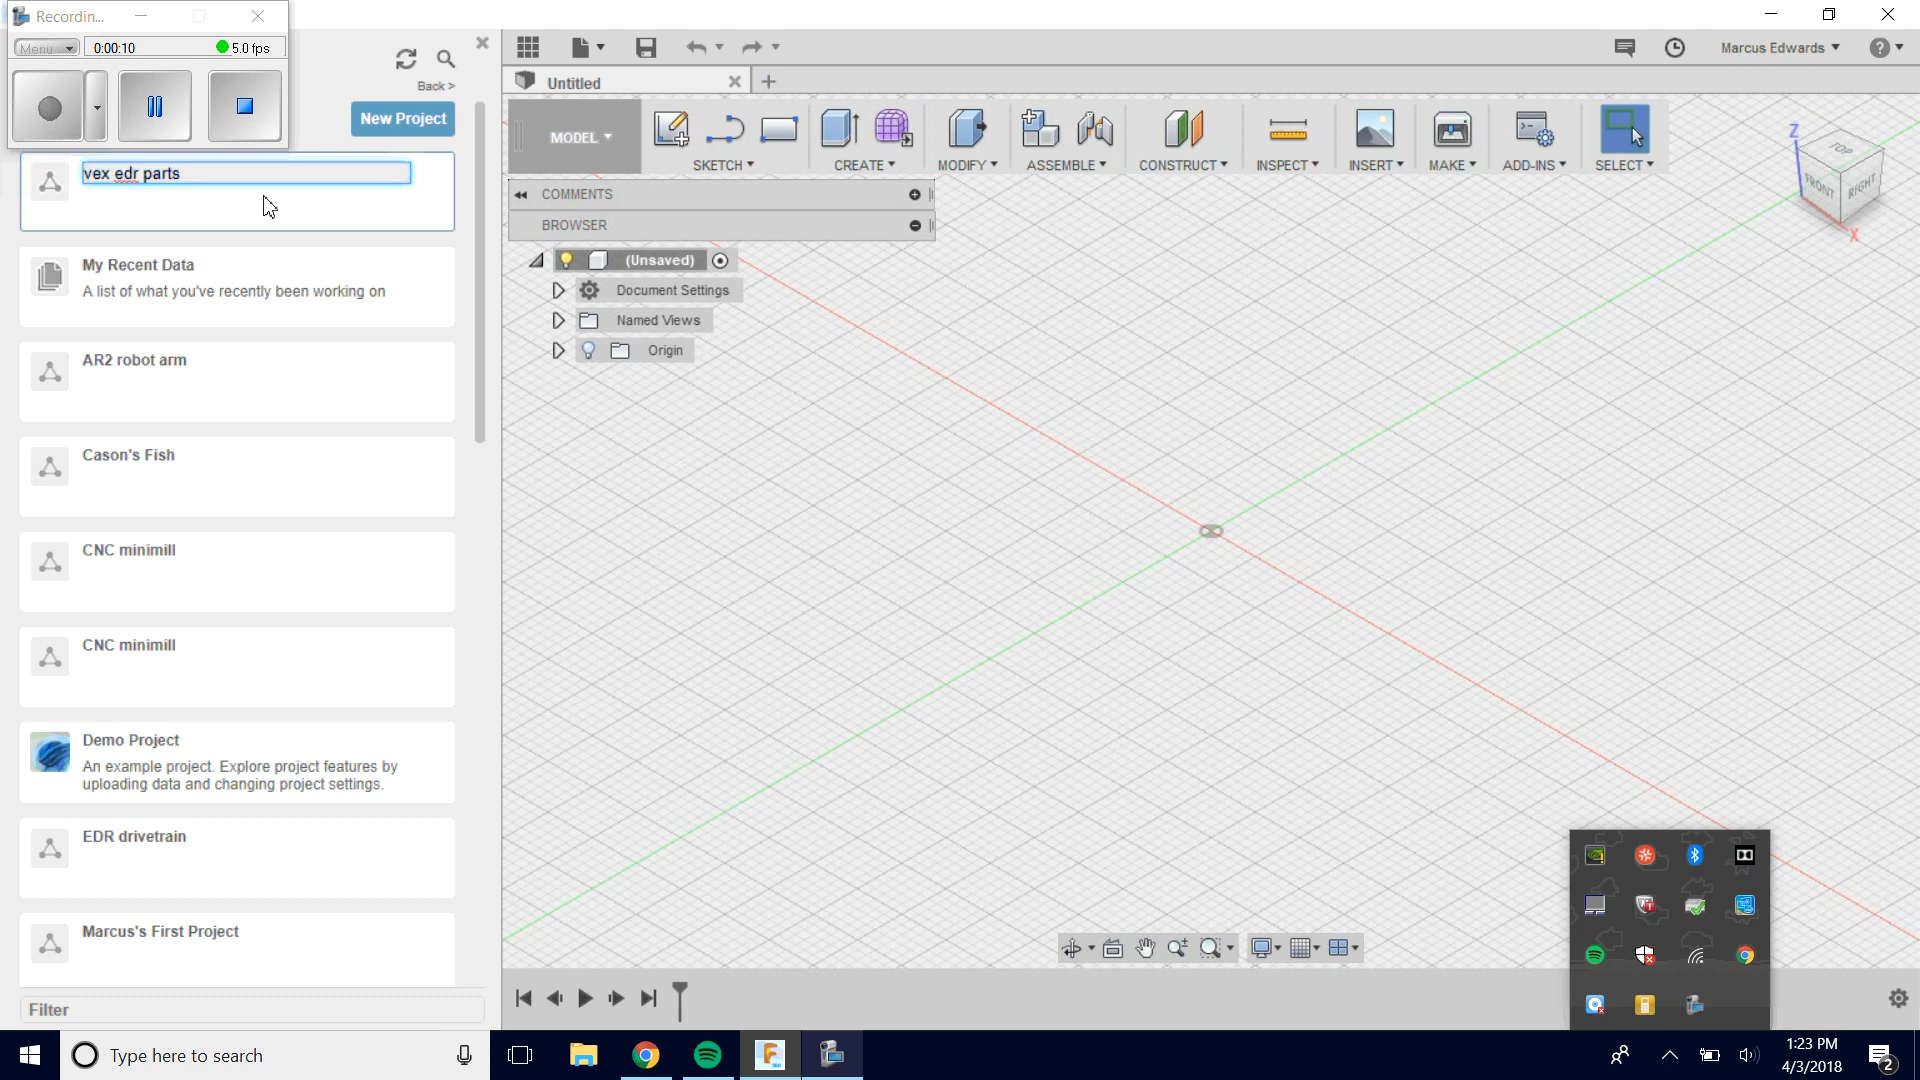 Recordin...
Menu
0:00:10
5.0 fps
Back >
New Project
vex edr parts
My Recent Data
A list of what you've recently been working on
AR2 robot arm
Cason's Fish
CNC minimill
CNC minimill
Demo Project
An example project. Explore project features by
uploading data and changing project settings.
EDR drivetrain
Marcus's First Project
Filter
Marcus Edwards
Untitled
MODEL
SKETCH
CREATE
MODIFY
ASSEMBLE
CONSTRUCT
INSPECT
INSERT
MAKE
ADD-INS
SELECT
COMMENTS
BROWSER
(Unsaved)
Document Settings
Named Views
Origin
Z
TOP
FRONT
RIGHT
X
Type here to search
1:23 PM
4/3/2018
2